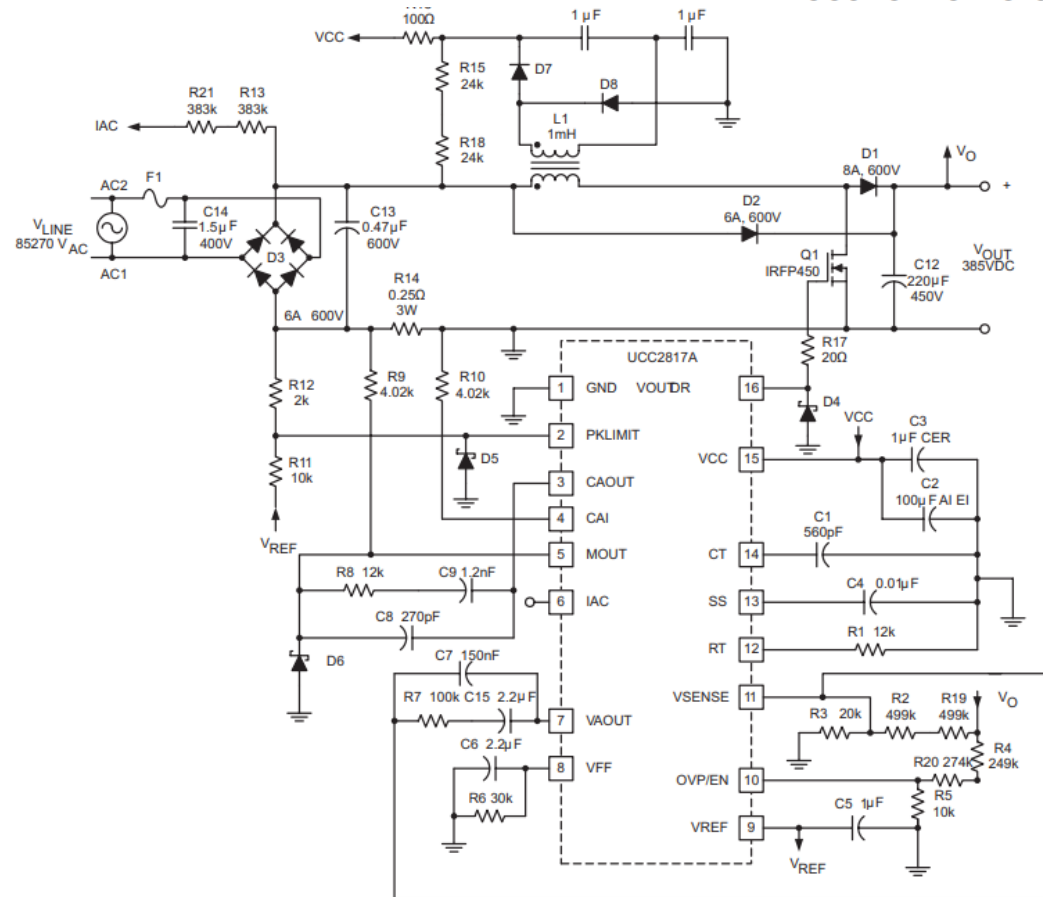 100Ω
1 µF
1 µF
VCC
D7
R15
24k
D8
R21
383k
R13
383k
IAC
L1
1mH
R18
24k
D1
8A, 600V
VO
F1
AC2
+
C14
1.5µF
400V
C13
0.47µF
600V
D2
6A, 600V
VLINE
85270 VAC
D3
Q1
IRFP450
VOUT
385VDC
AC1
R14
0.25Ω
3W
C12
220µF
450V
6A 600V
R17
20Ω
UCC2817A
R12
2k
R9
4.02k
R10
4.02k
1 GND VOUTDR 16
D4
VCC
C3
1µF CER
2 PKLIMIT
D5
VCC 15
R11
10k
3 CAOUT
C2
100µF AI EI
4 CAI
C1
560pF
VREF
5 MOUT CT 14
R8 12k
C9 1.2nF
C4 0.01µF
6 IAC SS 13
C8 270pF
R1 12k
D6
RT 12
C7 150nF
VSENSE 11
R7 100k C15 2.2µF
R3 20k
R2
499k
R19
499k
VO
7 VAOUT
C6 2.2µF
R20 274k
R4
249k
8 VFF OVP/EN 10
R6 30k
R5
10k
C5 1µF
VREF 9
VREF